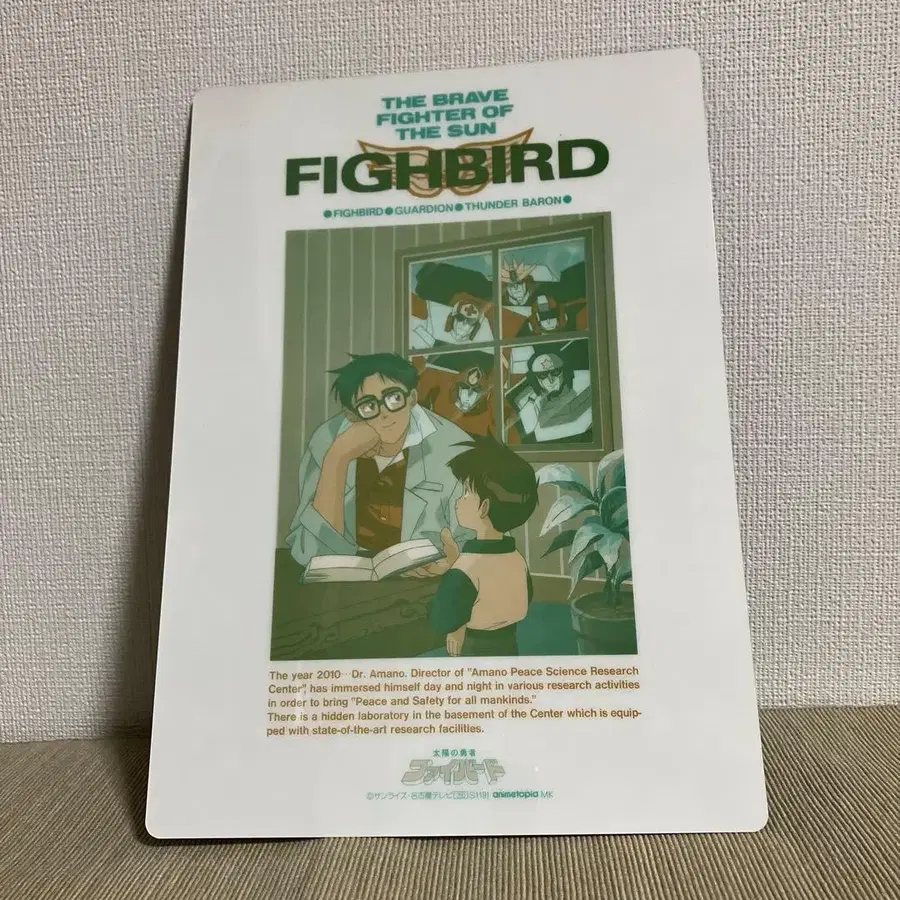 THE BRAVE
FIGHTER OF
THE SUN
FIGHBIRD
●FIGHBIRD●GUARDION●THUNDER BARON●
The year 2010…Dr. Amano. Director of "Amano Peace Science Research
Center" has immersed himself day and night in various research activities
in order to bring "Peace and Safety for all mankinds."
There is a hidden laboratory in the basement of the Center which is equip-
ped with state-of-the-art research facilities.
太陽の勇者
ファイバード
©サンライズ・名古屋テレビ S1191 animetopia MK